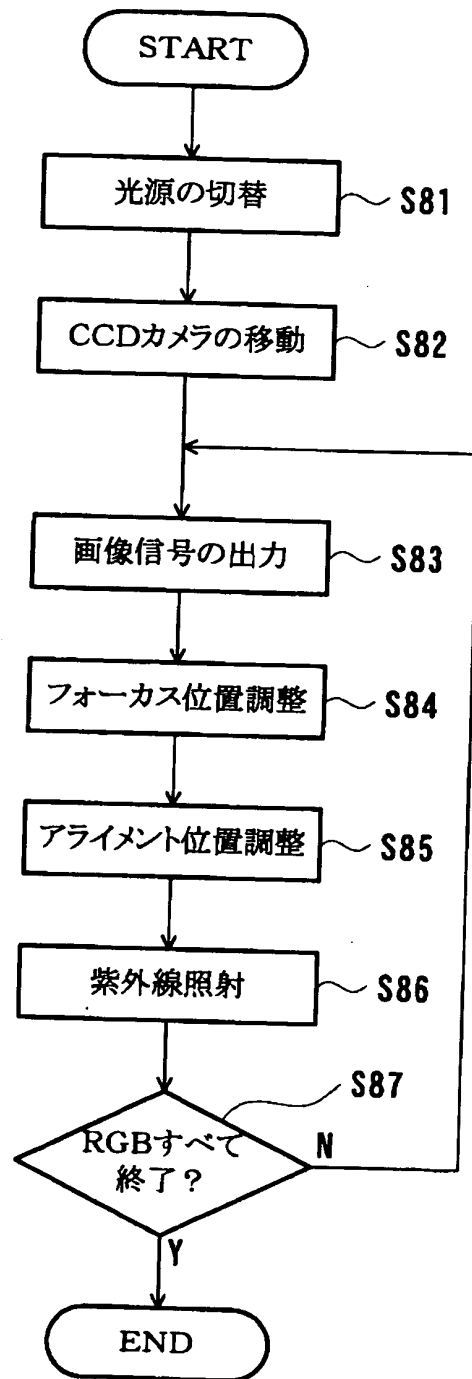 START
光源の切替
S81
CCDカメラの移動
S82
画像信号の出力
S83
フォーカス位置調整
S84
アライメント位置調整
S85
紫外線照射
S86
S87
RGBすべて
終了?
N
Y
END